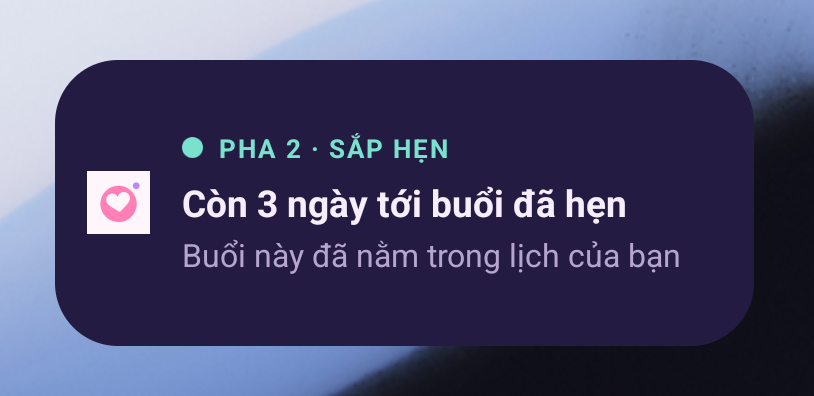 PHA 2 · SẮP HẸN
Còn 3 ngày tới buổi đã hẹn
Buổi này đã nằm trong lịch của bạn